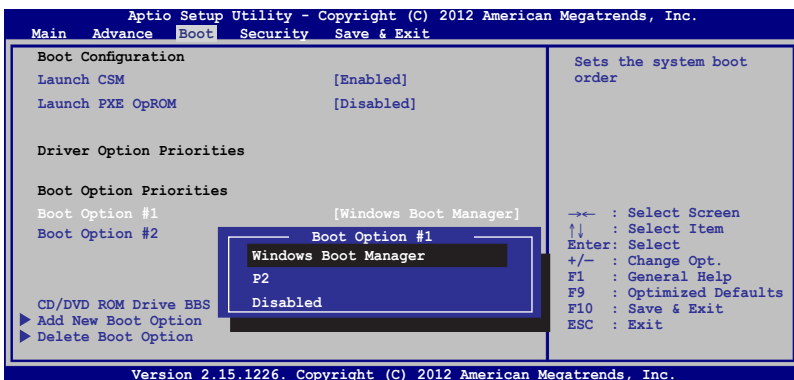 Aptio Setup Utility - Copyright (C) 2012 American Megatrends, Inc.
Main Advance Boot Security Save & Exit
Boot Configuration
Launch CSM [Enabled]
Launch PXE OpROM [Disabled]
Driver Option Priorities
Boot Option Priorities
Boot Option #1 [Windows Boot Manager]
Boot Option #2
CD/DVD ROM Drive BBS
Add New Boot Option
Delete Boot Option
Boot Option #1
Windows Boot Manager
P2
Disabled
Sets the system boot
order
→← : Select Screen
↑↓ : Select Item
Enter: Select
+/— : Change Opt.
F1 : General Help
F9 : Optimized Defaults
F10 : Save & Exit
ESC : Exit
Version 2.15.1226. Copyright (C) 2012 American Megatrends, Inc.